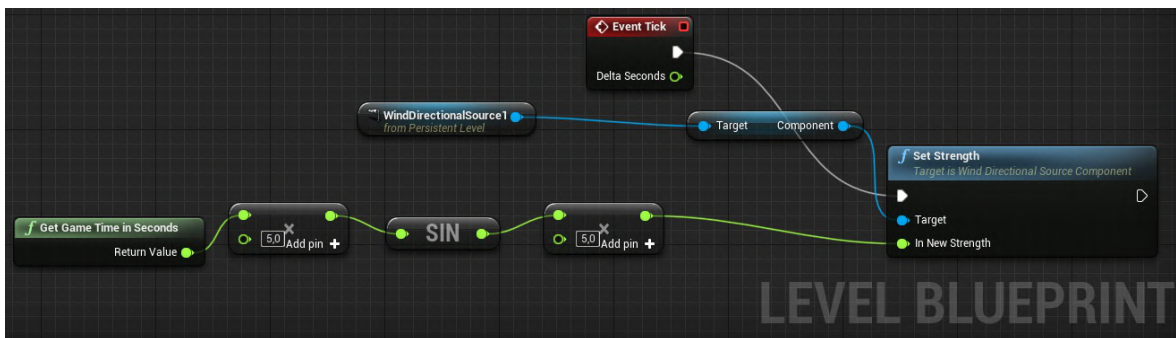 Event Tick
Delta Seconds
WindDirectionalSource1
from Persistent Level
Target Component
f Set Strength
Target is Wind Directional Source Component
Target
In New Strength
f Get Game Time in Seconds
Return Value
5,0 × Add pin +
SIN
5,0 × Add pin +
LEVEL BLUEPRINT